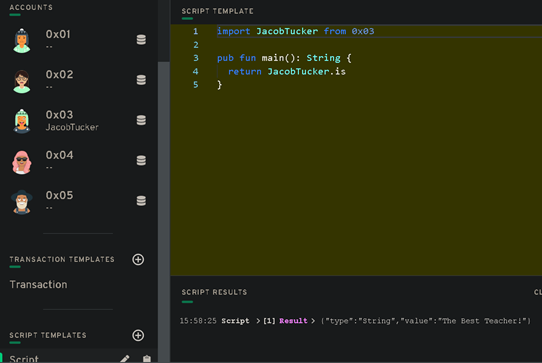 ACCOUNTS
0x01
--
0x02
--
0x03
JacobTucker
0x04
--
0x05
--
TRANSACTION TEMPLATES
Transaction
SCRIPT TEMPLATES
Script
SCRIPT TEMPLATE
1 import JacobTucker from 0x03
2
3 pub fun main(): String {
4 return JacobTucker.is
5 }
SCRIPT RESULTS
CL
15:58:25 Script > [1] Result > {"type":"String","value":"The Best Teacher!"}